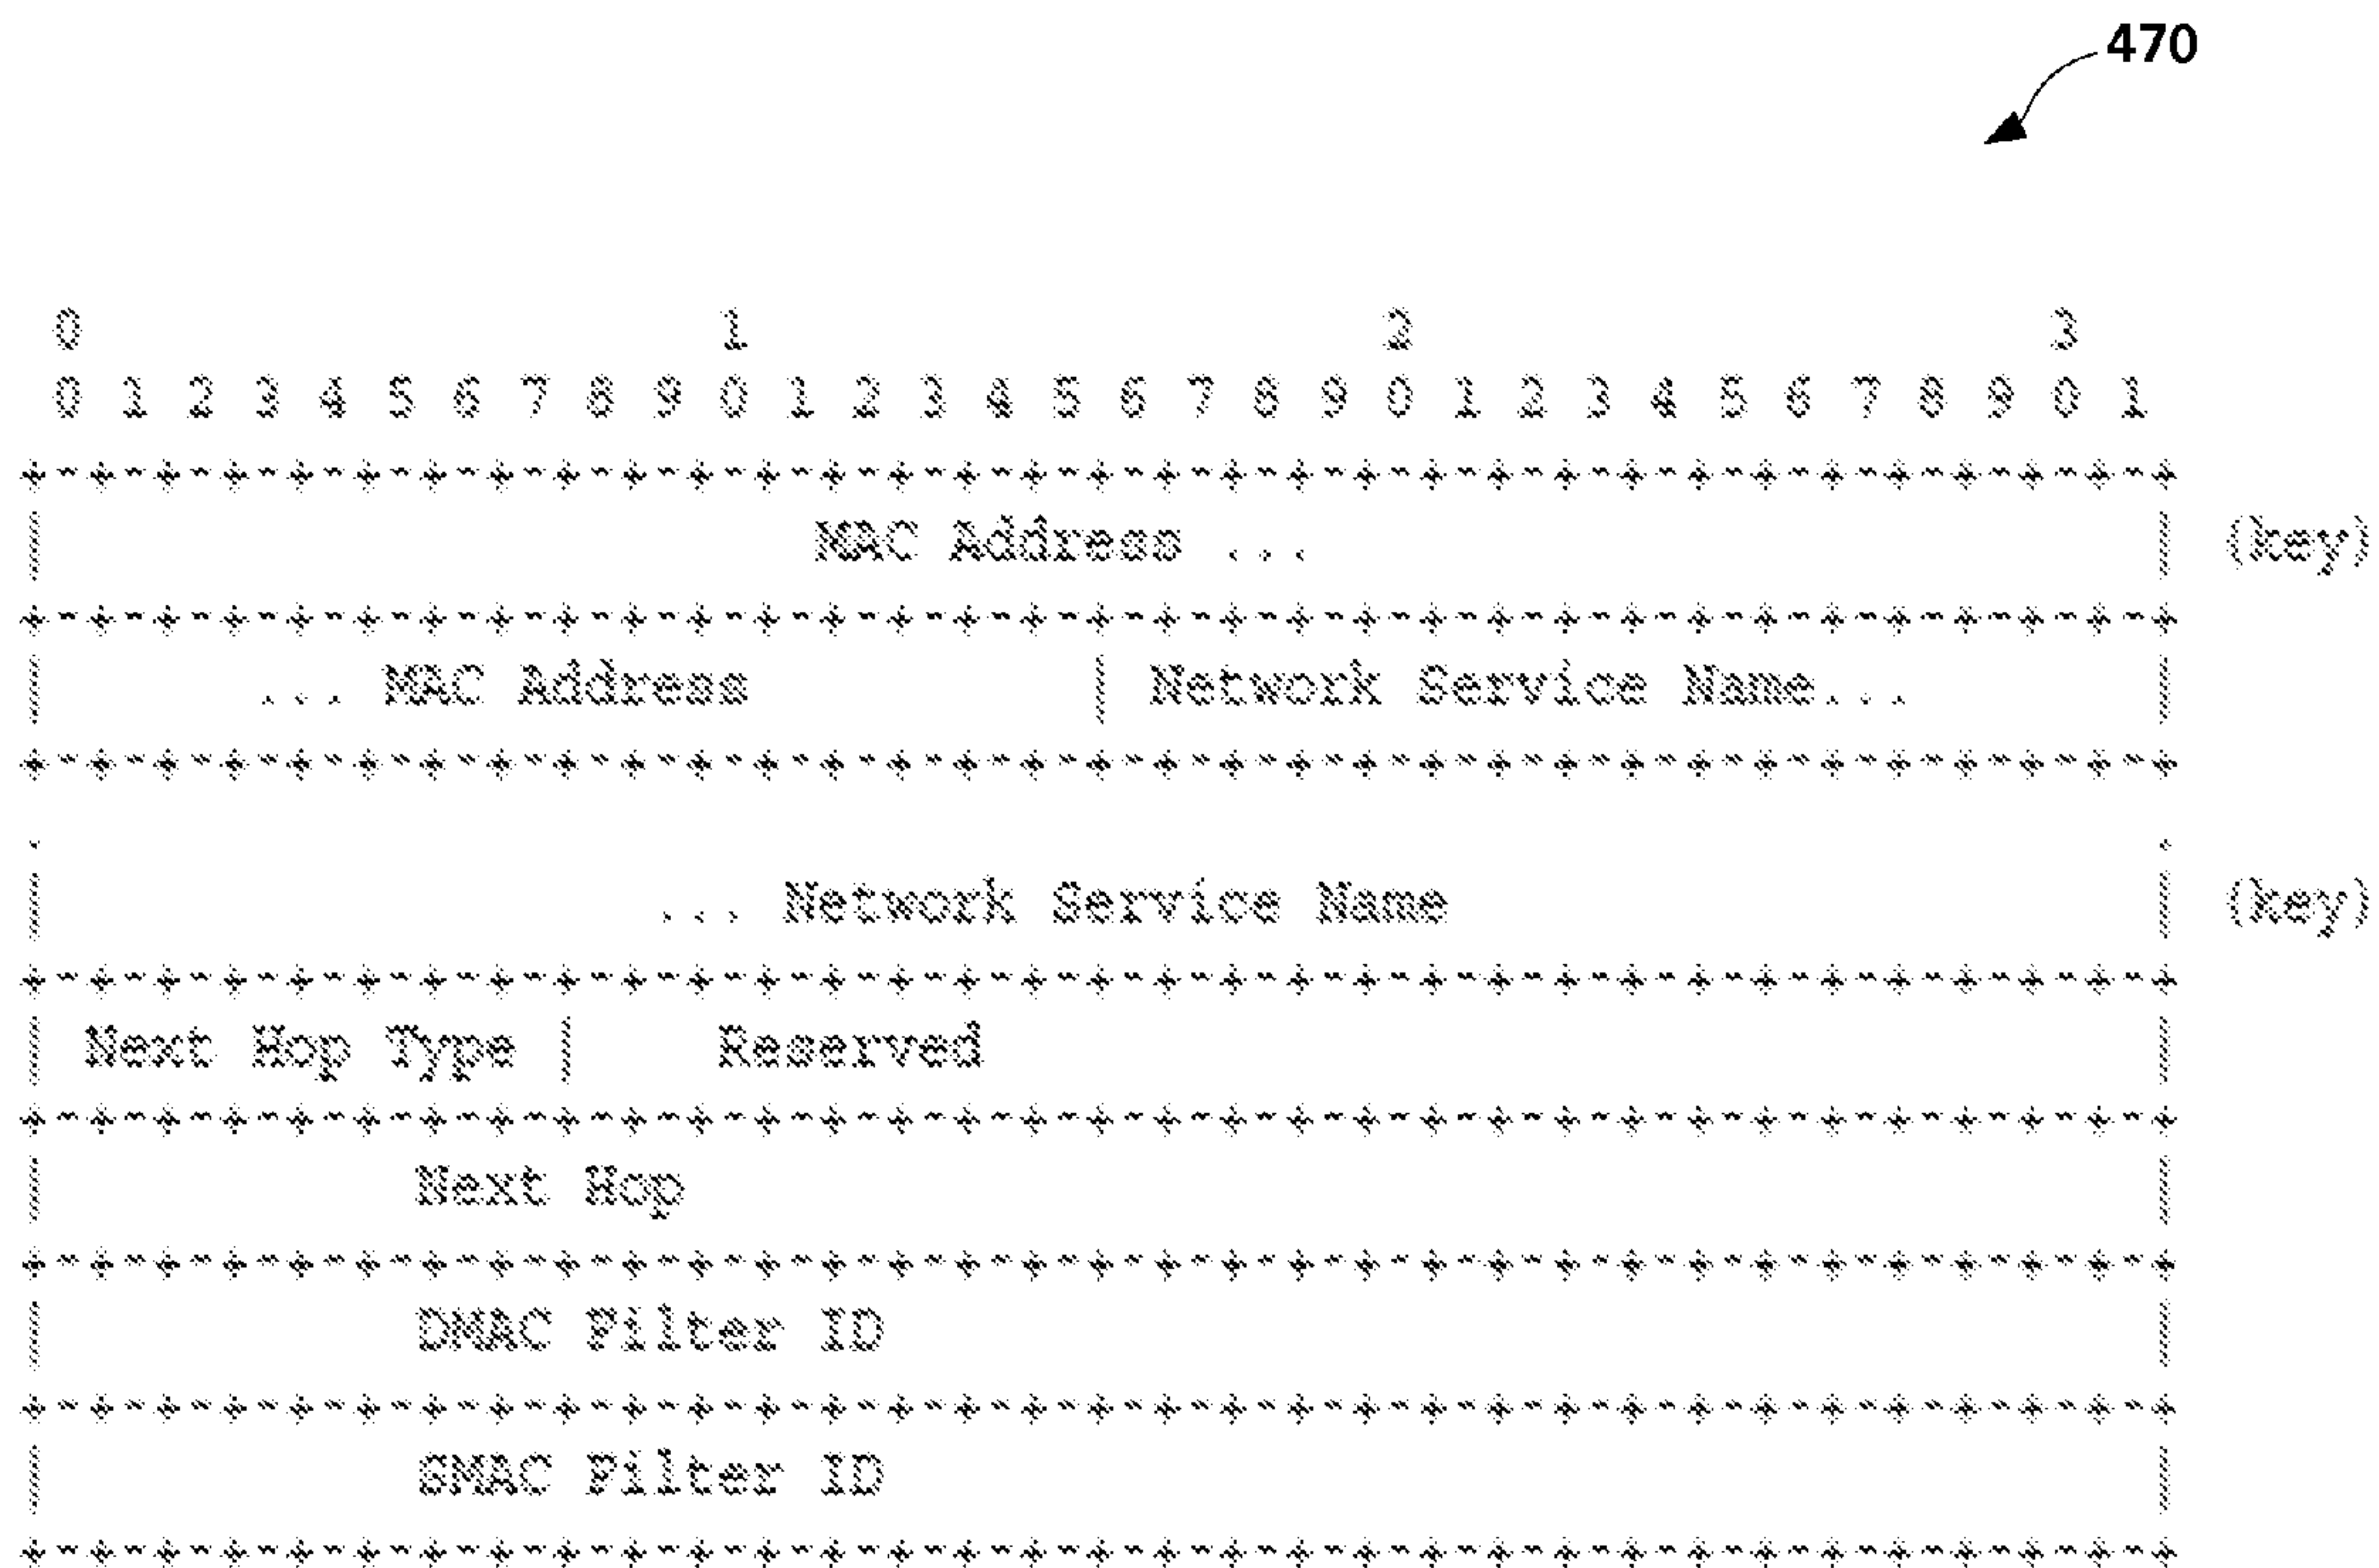 470
0 1 2 3
0 1 2 3 4 5 6 7 8 9 0 1 2 3 4 5 6 7 8 9 0 1 2 3 4 5 6 7 8 9 0 1
+-+-+-+-+-+-+-+-+-+-+-+-+-+-+-+-+-+-+-+-+-+-+-+-+-+-+-+-+-+-+-+-+
| MAC Address ... | (key)
+-+-+-+-+-+-+-+-+-+-+-+-+-+-+-+-+-+-+-+-+-+-+-+-+-+-+-+-+-+-+-+-+
| ... MAC Address | Network Service Name... |
+-+-+-+-+-+-+-+-+-+-+-+-+-+-+-+-+-+-+-+-+-+-+-+-+-+-+-+-+-+-+-+-+
. .
| ... Network Service Name | (key)
+-+-+-+-+-+-+-+-+-+-+-+-+-+-+-+-+-+-+-+-+-+-+-+-+-+-+-+-+-+-+-+-+
| Next Hop Type | Reserved |
+-+-+-+-+-+-+-+-+-+-+-+-+-+-+-+-+-+-+-+-+-+-+-+-+-+-+-+-+-+-+-+-+
| Next Hop |
+-+-+-+-+-+-+-+-+-+-+-+-+-+-+-+-+-+-+-+-+-+-+-+-+-+-+-+-+-+-+-+-+
| DMAC Filter ID |
+-+-+-+-+-+-+-+-+-+-+-+-+-+-+-+-+-+-+-+-+-+-+-+-+-+-+-+-+-+-+-+-+
| SMAC Filter ID |
+-+-+-+-+-+-+-+-+-+-+-+-+-+-+-+-+-+-+-+-+-+-+-+-+-+-+-+-+-+-+-+-+